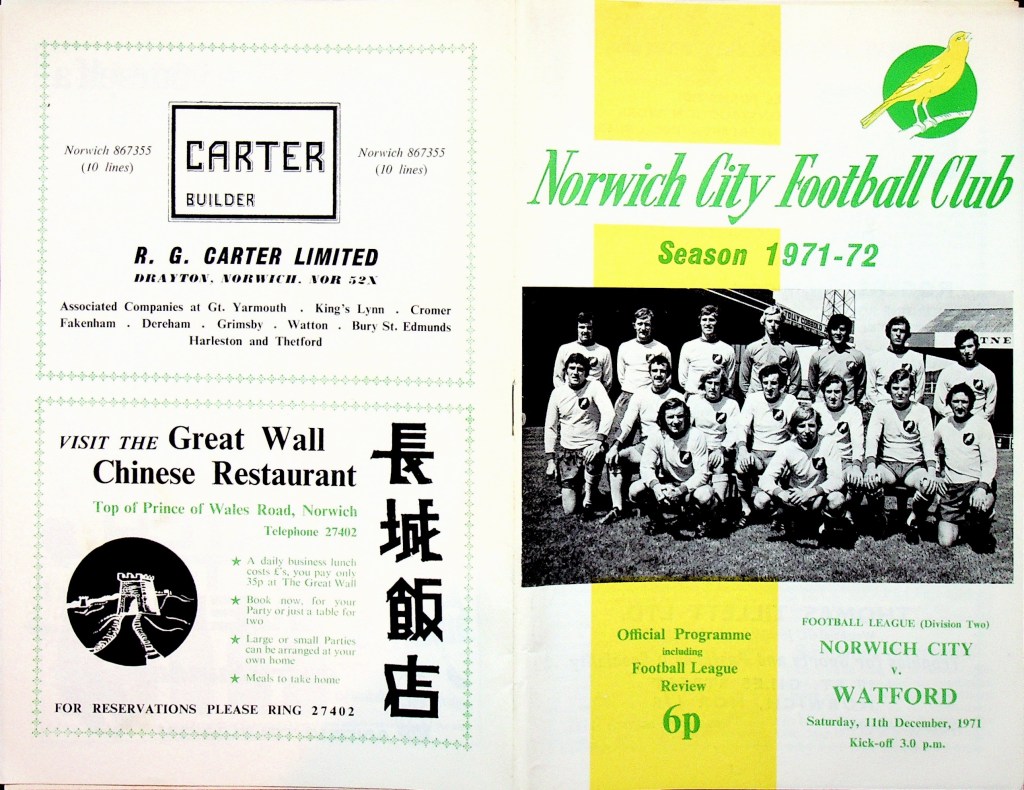 Norwich 867355
(10 lines)
CARTER
BUILDER
Norwich 867355
(10 lines)
R. G. CARTER LIMITED
DRAYTON, NORWICH, NOR 52X
Associated Companies at Gt. Yarmouth . King's Lynn . Cromer
Fakenham . Dereham . Grimsby . Watton . Bury St. Edmunds
Harleston and Thetford
VISIT THE Great Wall
Chinese Restaurant
Top of Prince of Wales Road, Norwich
Telephone 27402
★ A daily business lunch
costs £'s, you pay only
35p at The Great Wall
★ Book now, for your
Party or just a table for
two
★ Large or small Parties
can be arranged at your
own home
★ Meals to take home
長城飯店
FOR RESERVATIONS PLEASE RING 27402
Norwich City Football Club
Season 1971-72
TNE
Official Programme
including
Football League
Review
6p
FOOTBALL LEAGUE (Division Two)
NORWICH CITY
v.
WATFORD
Saturday, 11th December, 1971
Kick-off 3.0 p.m.